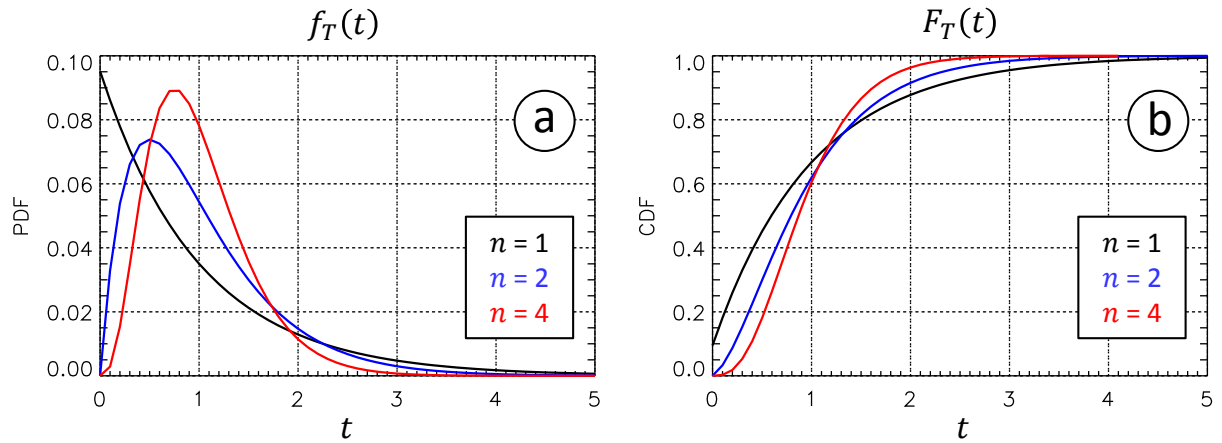 f_T(t)
PDF
0.10
0.08
0.06
0.04
0.02
0.00
a
n = 1
n = 2
n = 4
0 1 2 3 4 5
t
F_T(t)
CDF
1.0
0.8
0.6
0.4
0.2
0.0
b
n = 1
n = 2
n = 4
0 1 2 3 4 5
t